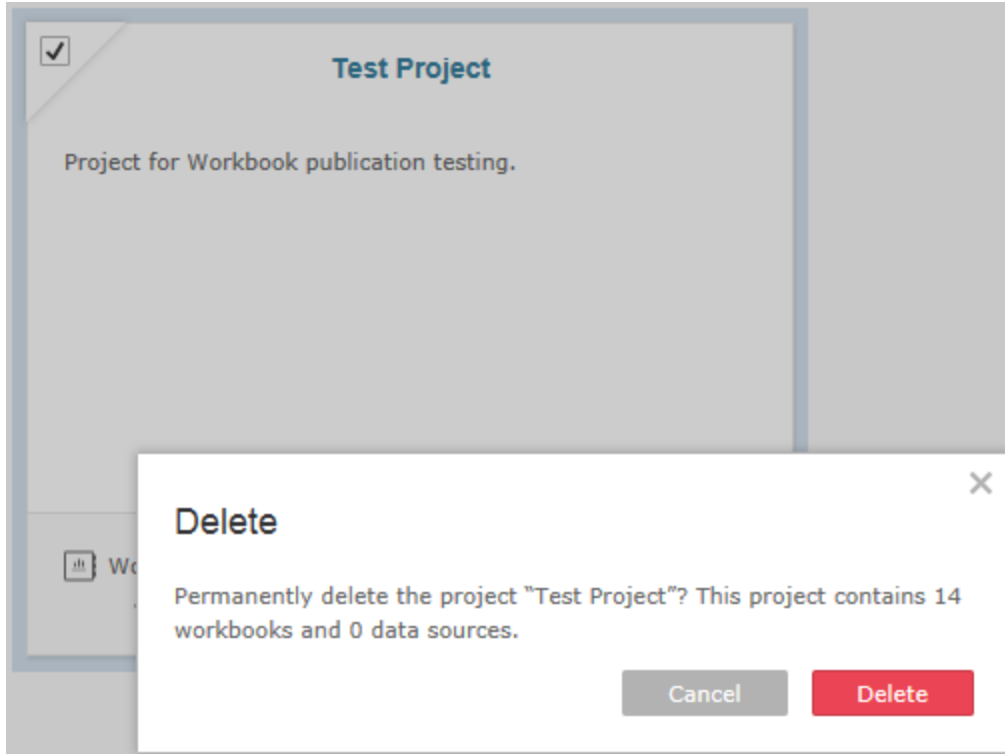 Test Project
Project for Workbook publication testing.
Delete
Permanently delete the project “Test Project”? This project contains 14
workbooks and 0 data sources.
Cancel
Delete